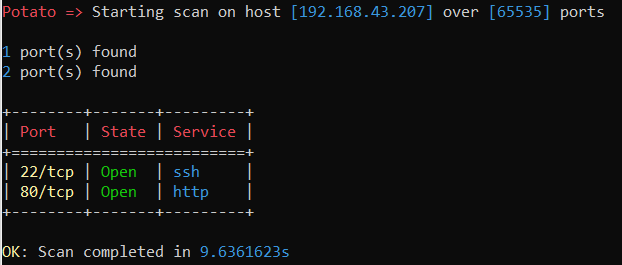 Potato => Starting scan on host [192.168.43.207] over [65535] ports
1 port(s) found
2 port(s) found
+--------+-------+---------+
| Port   | State | Service |
+==========================+
| 22/tcp | Open  | ssh     |
| 80/tcp | Open  | http    |
+--------+-------+---------+
OK: Scan completed in 9.6361623s